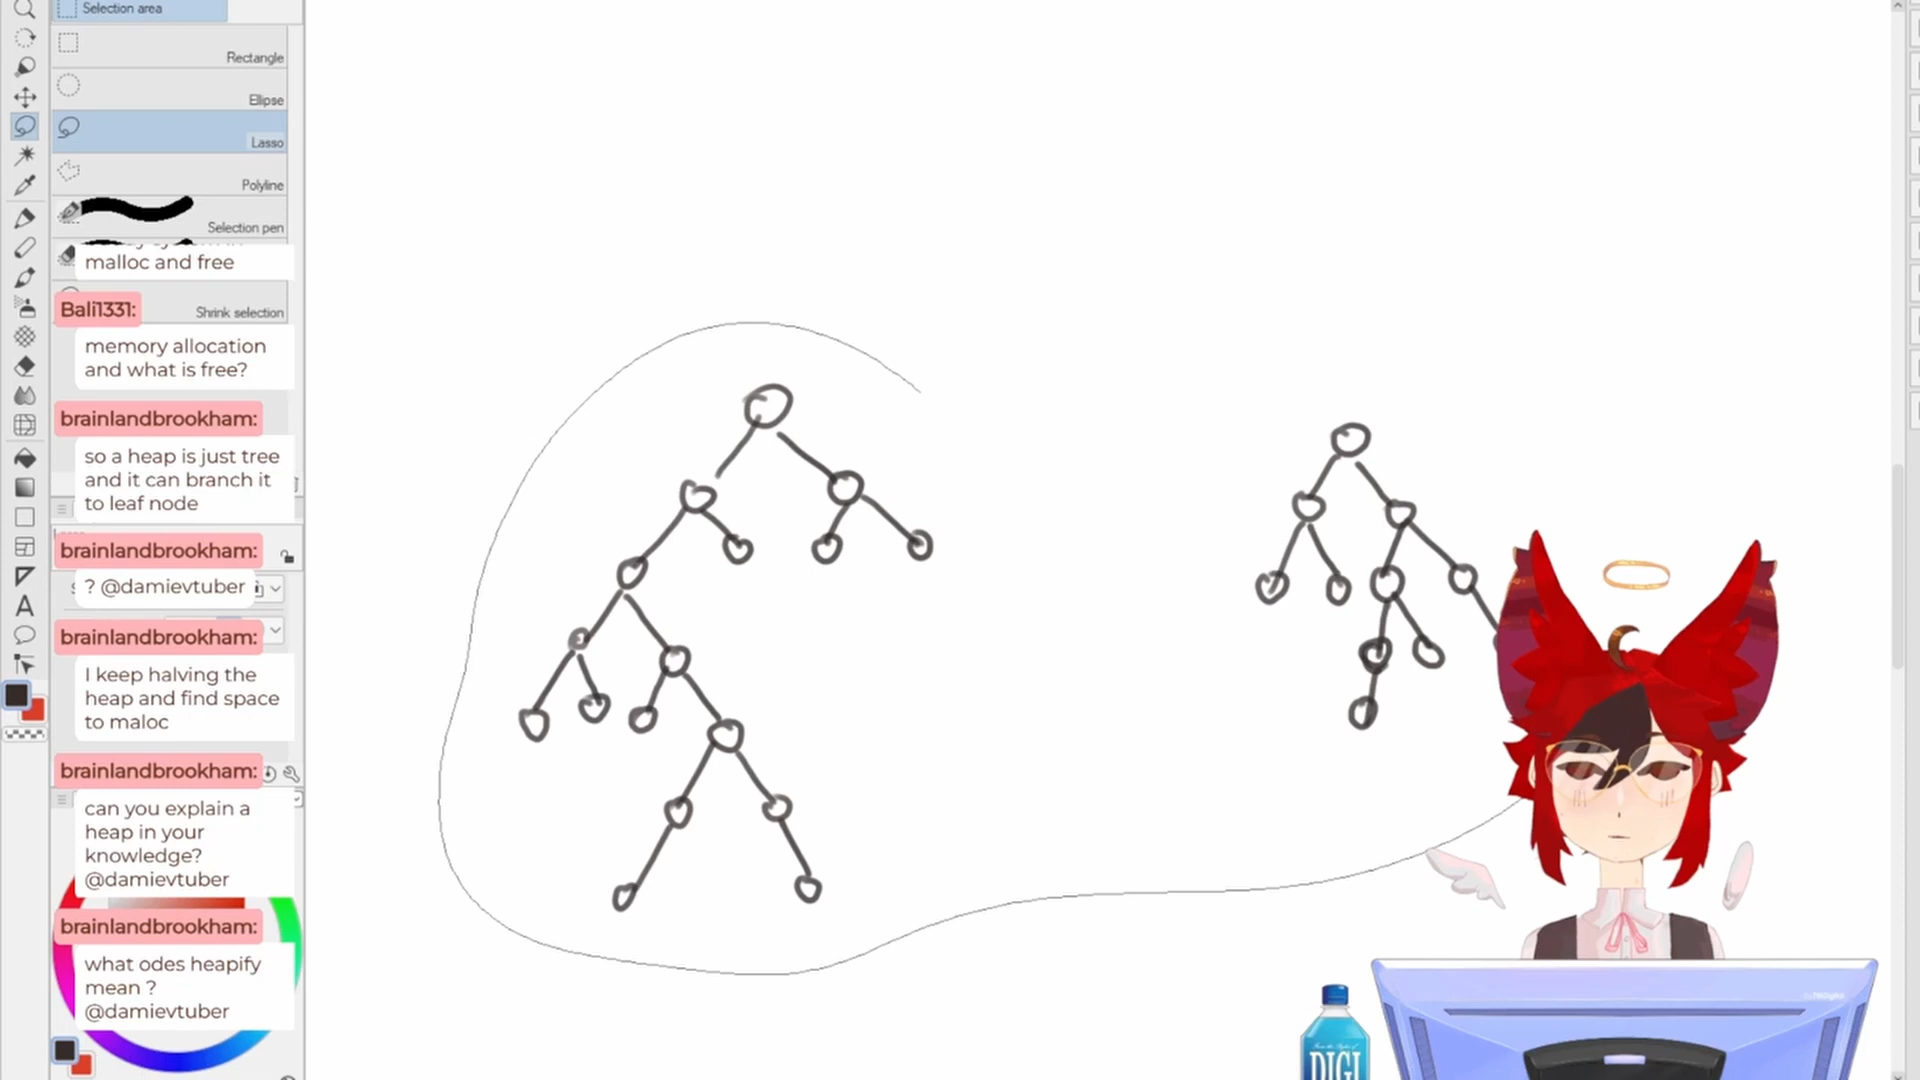 Selection area
Rectangle
Ellipse
Lasso
Polyline
Selection pen
malloc and free
Bali1331:
Shrink selection
memory allocation
and what is free?
brainlandbrookham:
so a heap is just tree
and it can branch it
to leaf node
brainlandbrookham:
? @damievtuber
brainlandbrookham:
I keep halving the
heap and find space
to maloc
brainlandbrookham:
can you explain a
heap in your
knowledge?
@damievtuber
brainlandbrookham:
what odes heapify
mean ?
@damievtuber
DIGI